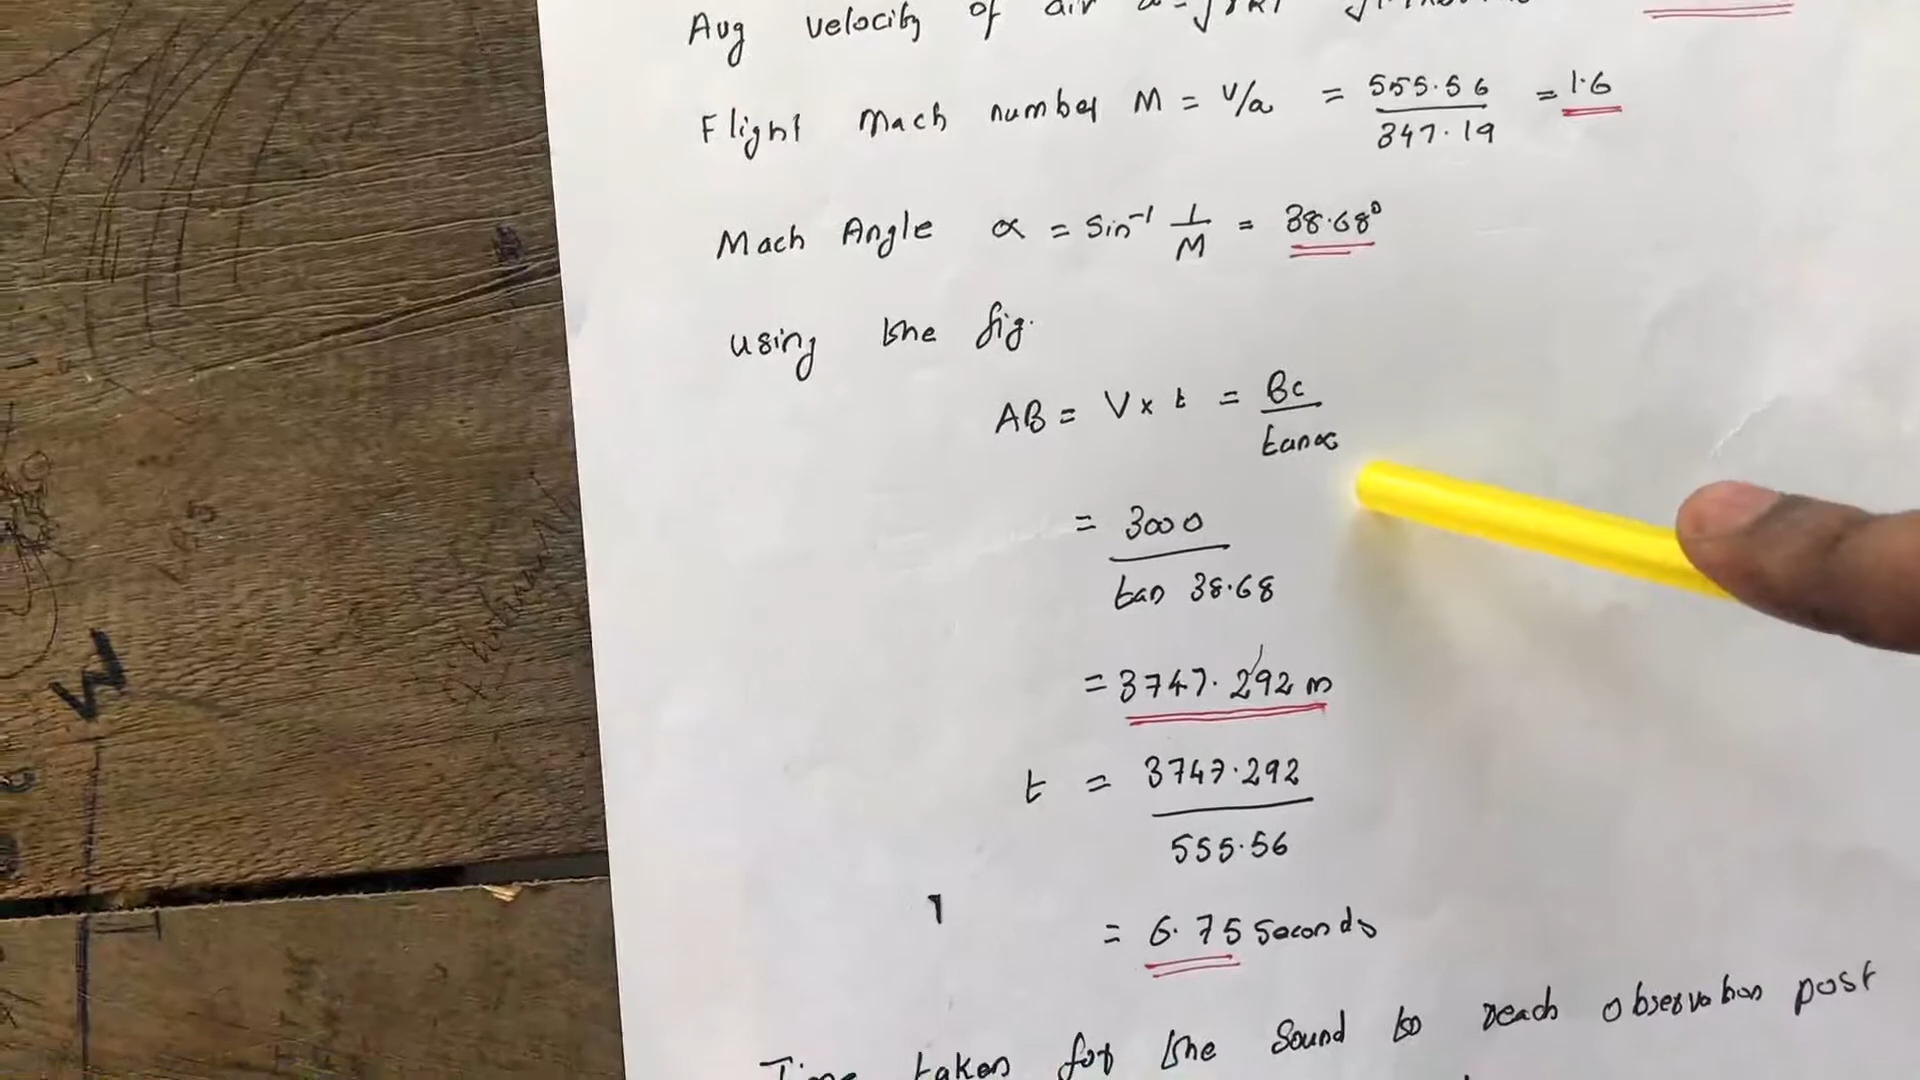 Avg velocity of air a = √γRT
Flight Mach number M = V/a = 555.56 / 347.19 = 1.6
Mach Angle α = Sin⁻¹ 1/M = 38.68°
using the fig.
AB = V x t = BC / tanα
= 3000 / tan 38.68
= 3747.292 m
t = 3747.292 / 555.56
= 6.75 Seconds
Time taken for the Sound to reach observation post
W